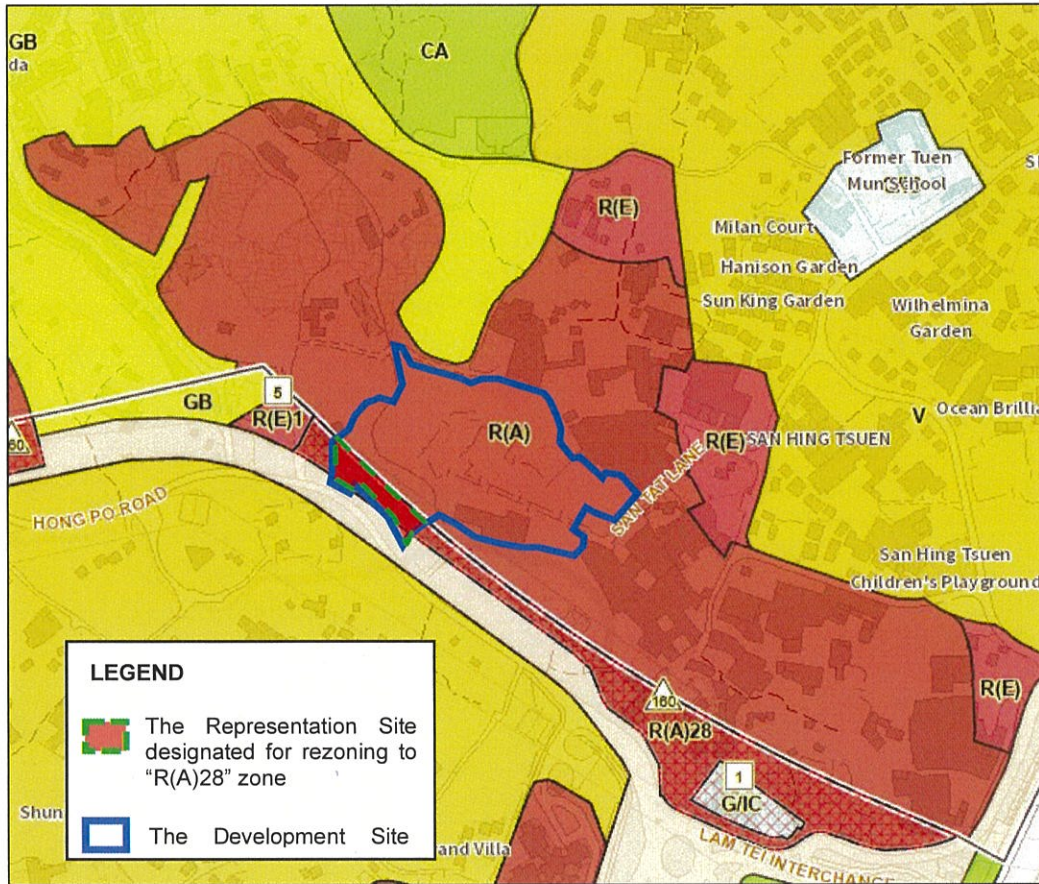 GB
da
CA
Former Tuen
Mun School
R(E)
Milan Court
Hanison Garden
Sun King Garden
Wilhelmina
Garden
5
GB
R(E)1
R(A)
R(E)
SAN HING TSUEN
V
Ocean Brillia
60
SAN TAT LANE
HONG PO ROAD
San Hing Tsuen
Children's Playground
R(E)
160
R(A)28
1
G/IC
LAM TEI INTERCHANGE
Shun
and Villa
LEGEND
The Representation Site
designated for rezoning to
“R(A)28” zone
The Development Site